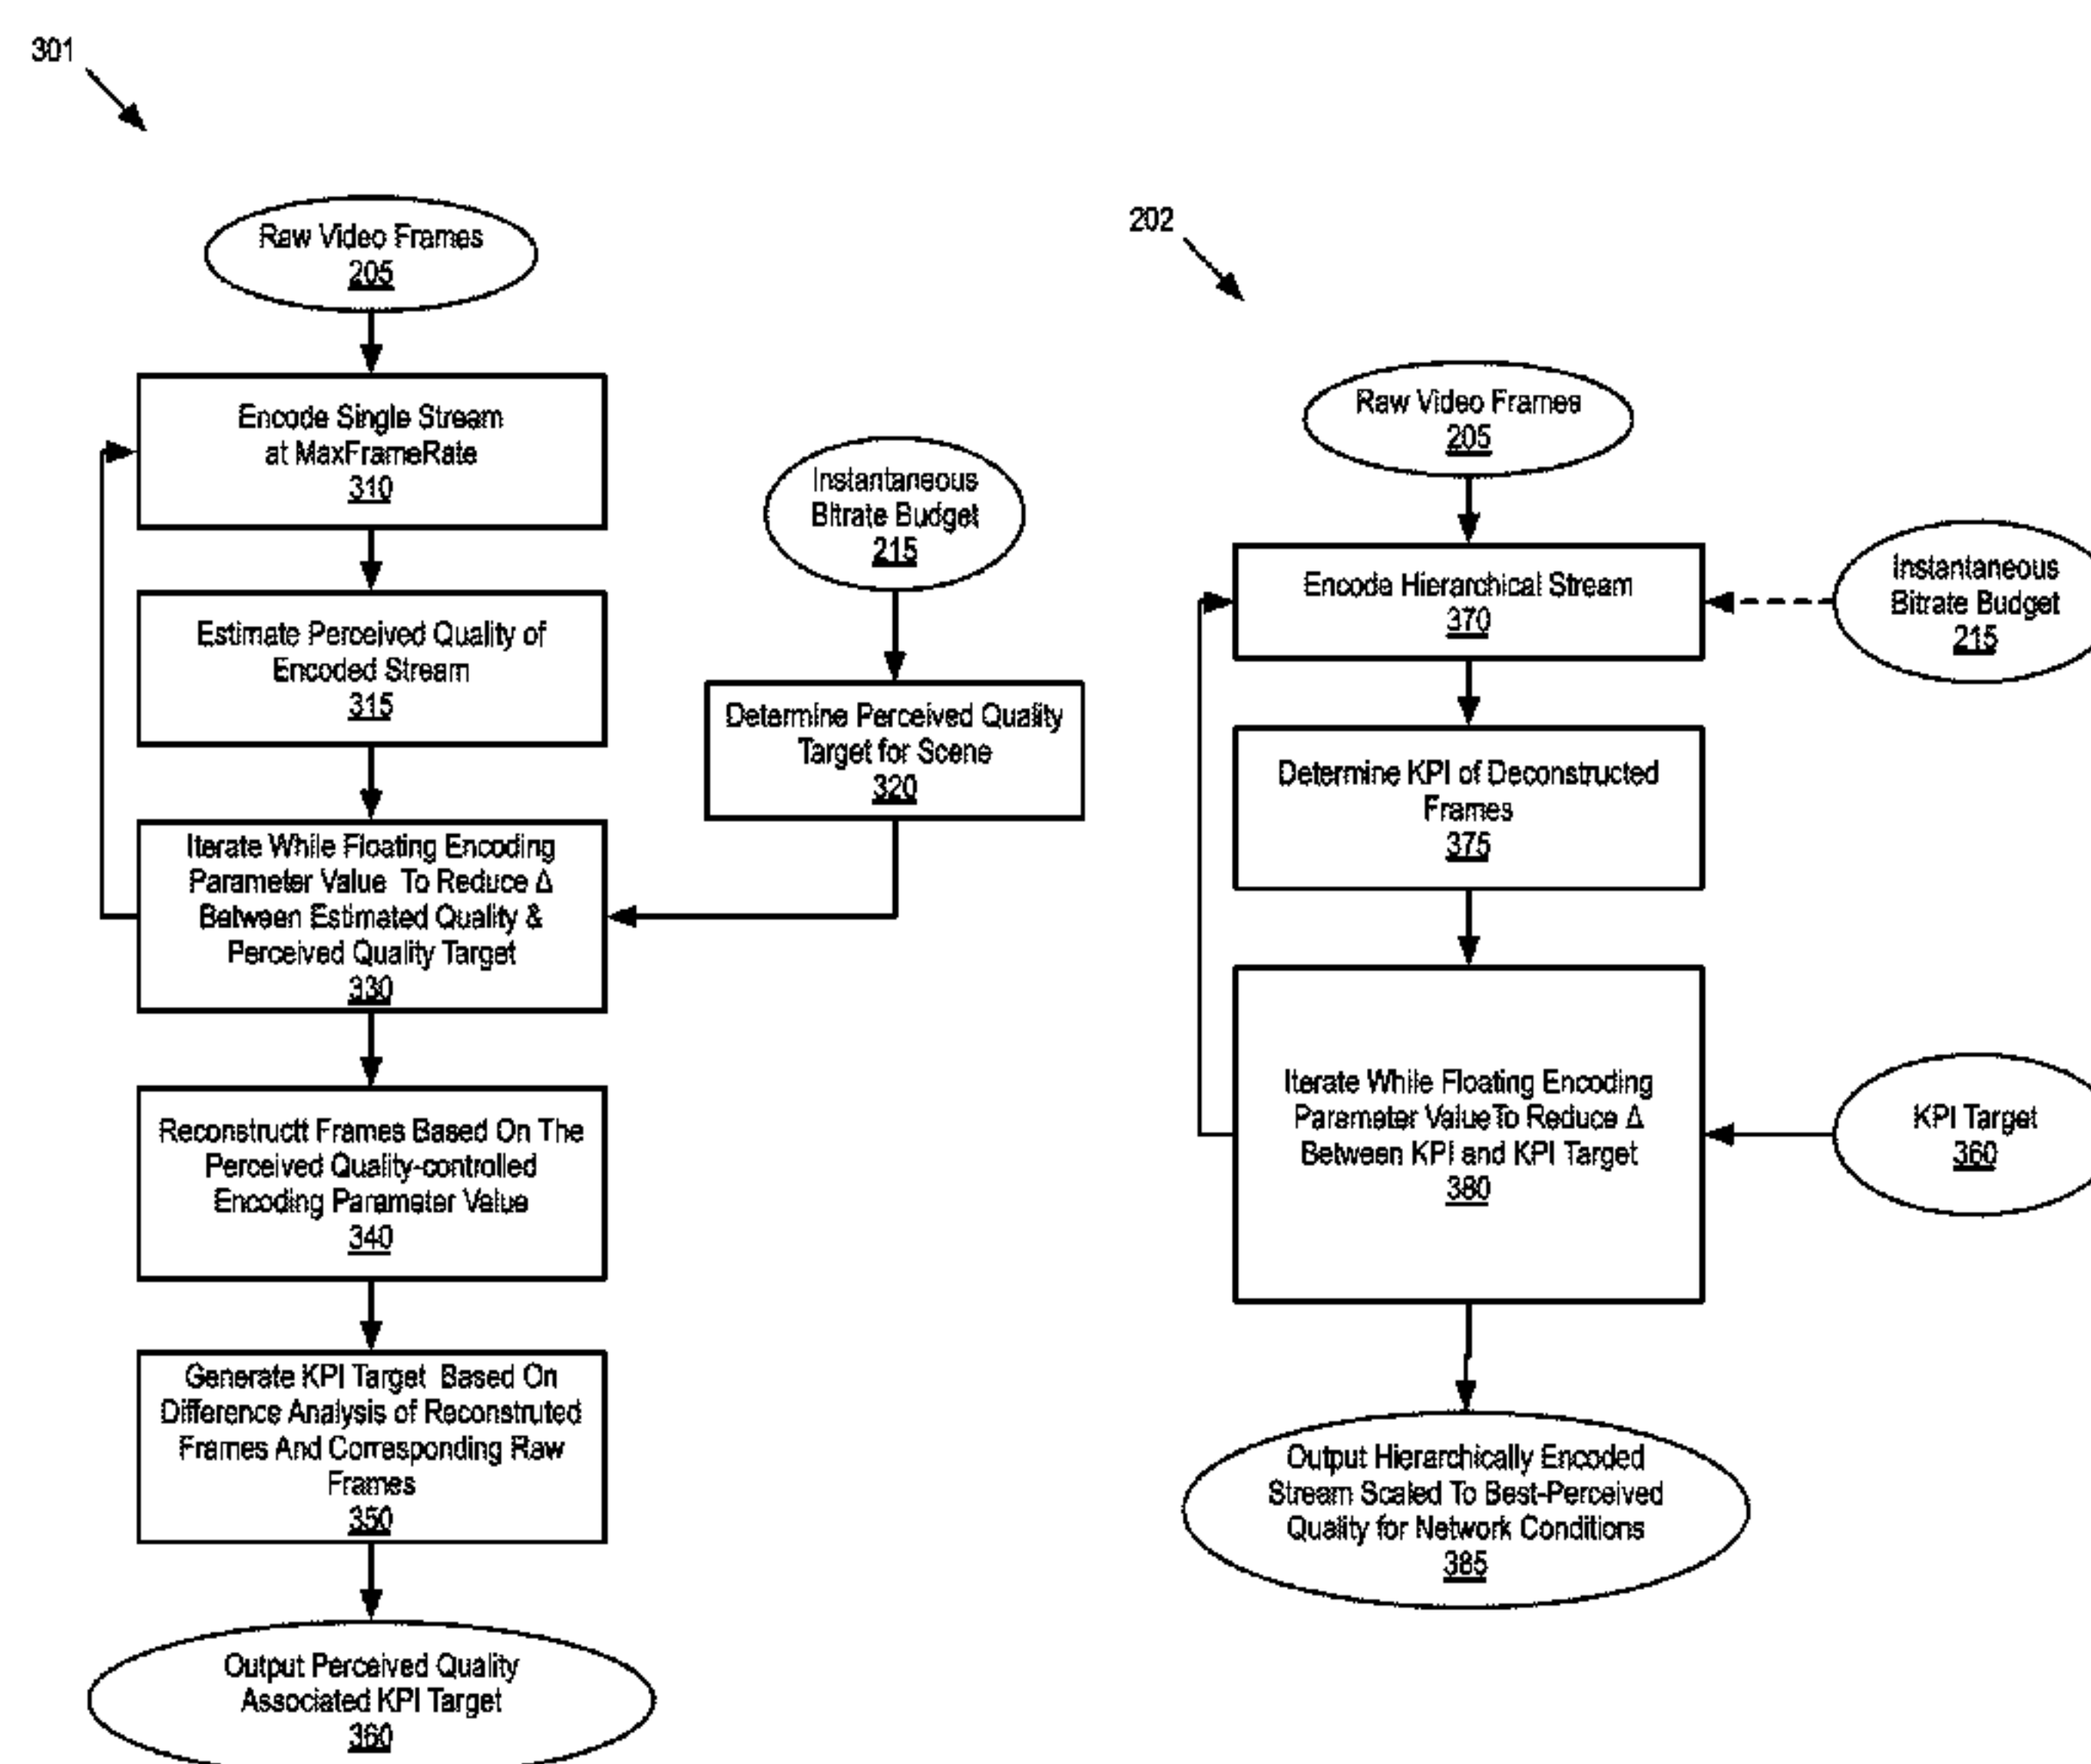 301
Raw Video Frames
205
Encode Single Stream
at MaxFrameRate
310
Estimate Perceived Quality of
Encoded Stream
315
Instantaneous
Bitrate Budget
215
Determine Perceived Quality
Target for Scene
320
Iterate While Floating Encoding
Parameter Value To Reduce Δ
Between Estimated Quality &
Perceived Quality Target
330
Reconstructt Frames Based On The
Perceived Quality-controlled
Encoding Parameter Value
340
Generate KPI Target Based On
Difference Analysis of Reconstruted
Frames And Corresponding Raw
Frames
350
Output Perceived Quality
Associated KPI Target
360
202
Raw Video Frames
205
Encode Hierarchical Stream
370
Instantaneous
Bitrate Budget
215
Determine KPI of Deconstructed
Frames
375
Iterate While Floating Encoding
Parameter ValueTo Reduce Δ
Between KPI and KPI Target
380
KPI Target
360
Output Hierarchically Encoded
Stream Scaled To Best-Perceived
Quality for Network Conditions
385